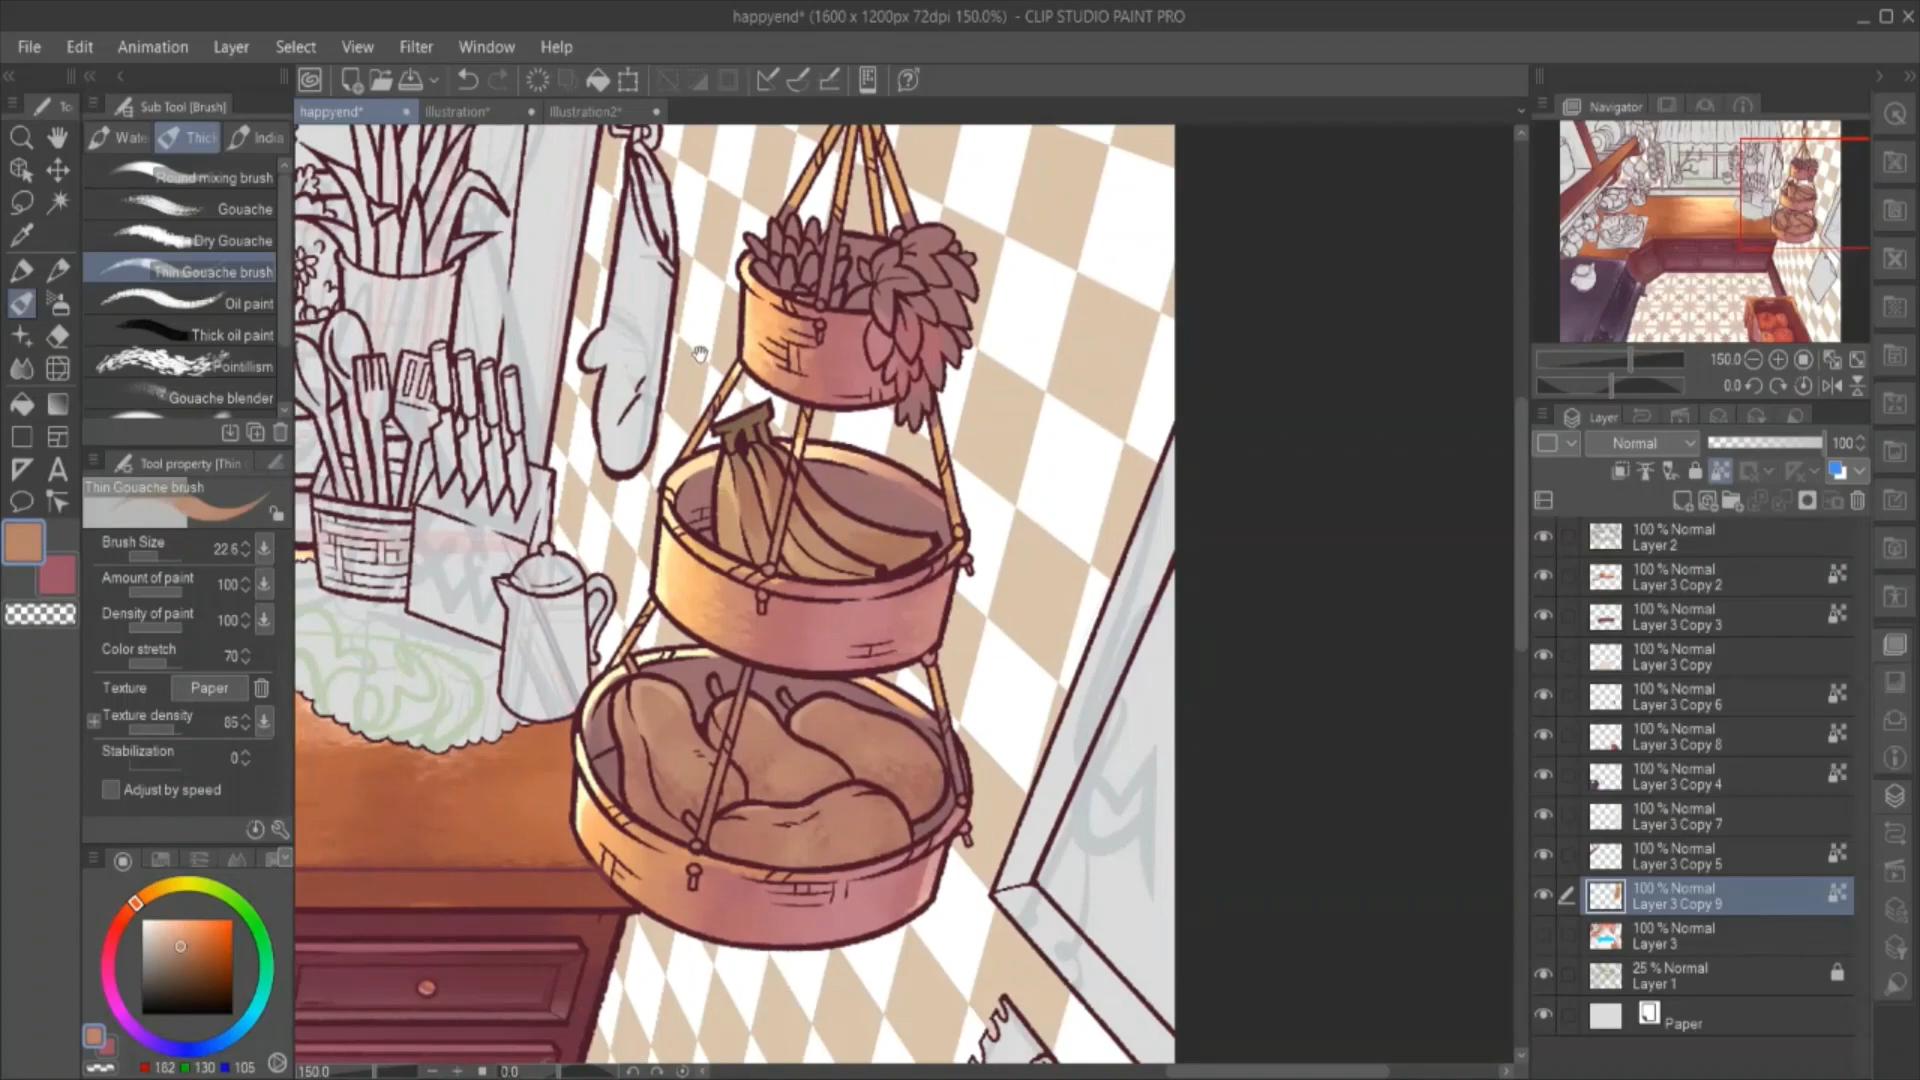 happyend* (1600 x 1200px 72dpi 150.0%) - CLIP STUDIO PAINT PRO
File Edit Animation Layer Select View Filter Window Help
To
Sub Tool [Brush]
Wate
Thick
India
Round mixing brush
Gouache
Dry Gouache
Thin Gouache brush
Oil paint
Thick oil paint
Pointillism
Gouache blender
Tool property [Thin
Thin Gouache brush
Brush Size 22.6
Amount of paint 100
Density of paint 100
Color stretch 70
Texture Paper
Texture density 85
Stabilization 0
Adjust by speed
182 130 105
happyend*
Illustration*
Illustration2*
150.0 0.0
Navigator
150.0
0.0
Layer
Normal 100
100 % Normal
Layer 2
100 % Normal
Layer 3 Copy 2
100 % Normal
Layer 3 Copy 3
100 % Normal
Layer 3 Copy
100 % Normal
Layer 3 Copy 6
100 % Normal
Layer 3 Copy 8
100 % Normal
Layer 3 Copy 4
100 % Normal
Layer 3 Copy 7
100 % Normal
Layer 3 Copy 5
100 % Normal
Layer 3 Copy 9
100 % Normal
Layer 3
25 % Normal
Layer 1
Paper